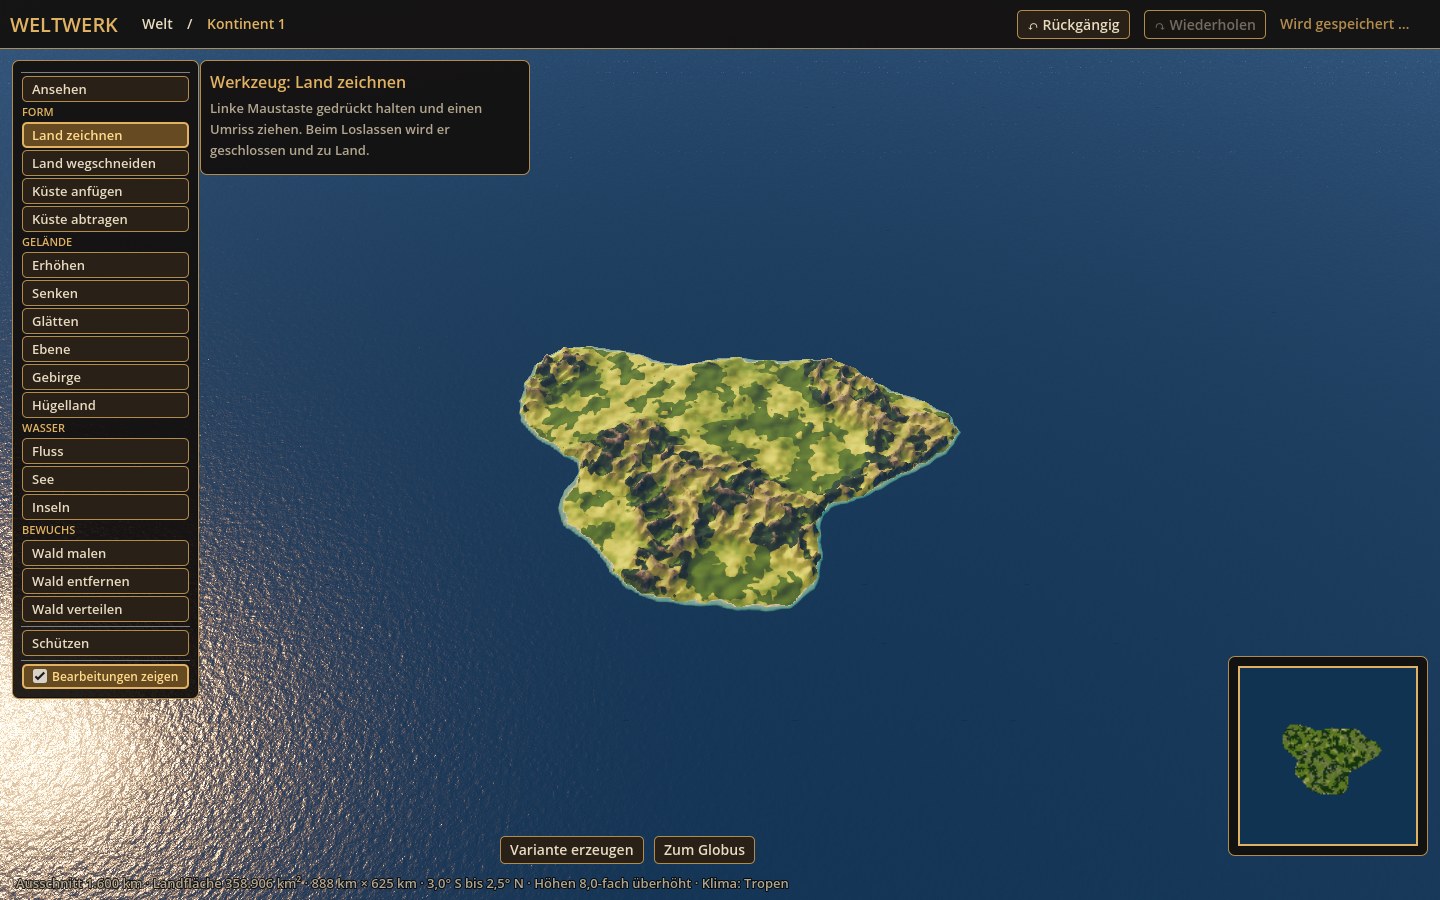 WELTWERK Welt / Kontinent 1 Rückgängig Wiederholen Wird gespeichert ...
Ansehen
FORM
Land zeichnen
Land wegschneiden
Küste anfügen
Küste abtragen
GELÄNDE
Erhöhen
Senken
Glätten
Ebene
Gebirge
Hügelland
WASSER
Fluss
See
Inseln
BEWUCHS
Wald malen
Wald entfernen
Wald verteilen
Schützen
Bearbeitungen zeigen
Werkzeug: Land zeichnen
Linke Maustaste gedrückt halten und einen
Umriss ziehen. Beim Loslassen wird er
geschlossen und zu Land.
Variante erzeugen Zum Globus
Ausschnitt 1.600 km · Landfläche 358.906 km² · 888 km × 625 km · 3,0° S bis 2,5° N · Höhen 8,0-fach überhöht · Klima: Tropen